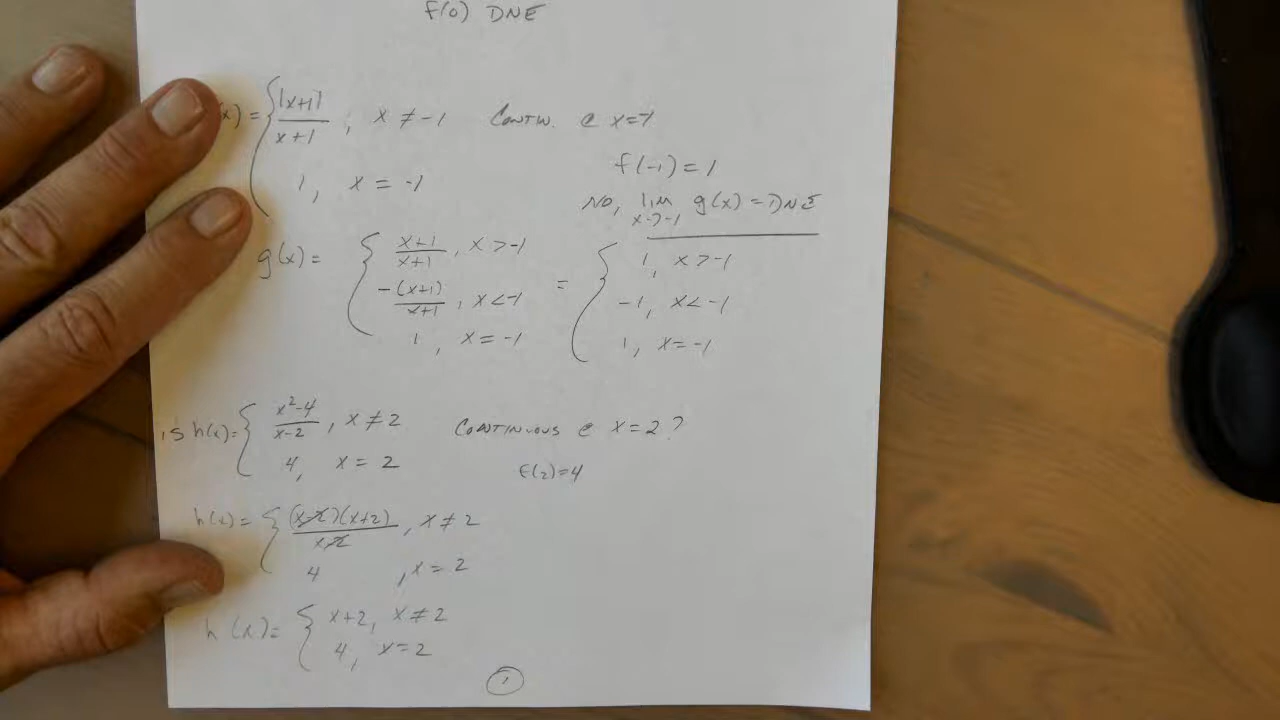 f(0) DNE
x) = { |x+1| / x+1 , x ≠ -1 Contin. @ x=-1
1, x = -1
f(-1) = 1
No, lim x→-1 g(x) = DNE
g(x) = { x+1 / x+1 , x > -1 = { 1, x > -1
-(x+1) / x+1 , x < -1 -1, x < -1
1, x = -1 1, x = -1
is h(x) = { x²-4 / x-2 , x ≠ 2 CONTINUOUS @ x = 2 ?
4, x = 2 f(2)=4
h(x) = { (x-2)(x+2) / x-2 , x ≠ 2
4 , x = 2
h(x) = { x+2, x ≠ 2
4, x = 2
1